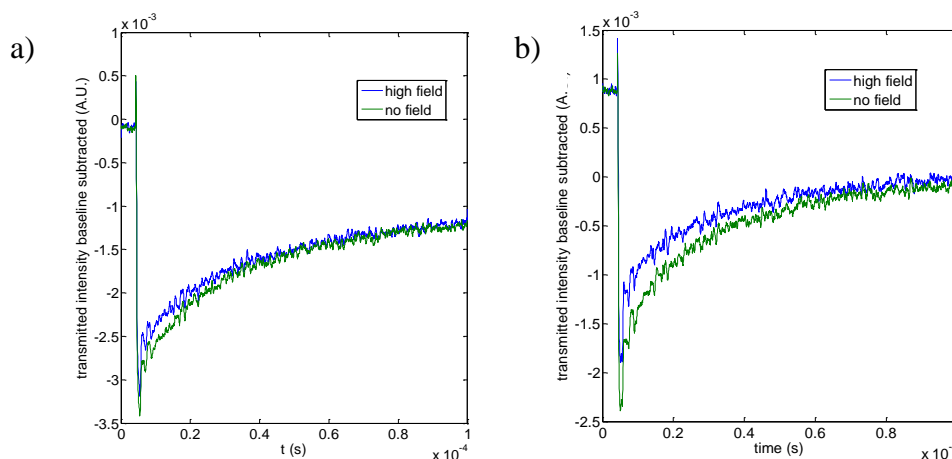 a)
x 10⁻³
1
0.5
0
-0.5
-1
-1.5
-2
-2.5
-3
-3.5
transmitted intensity baseline subtracted (A.U.)
high field
no field
0 0.2 0.4 0.6 0.8 1
t (s)
x 10⁻⁴
b)
x 10⁻³
1.5
1
0.5
0
-0.5
-1
-1.5
-2
-2.5
transmitted intensity baseline subtracted (A.
high field
no field
0 0.2 0.4 0.6 0.8
time (s)
x 10⁻